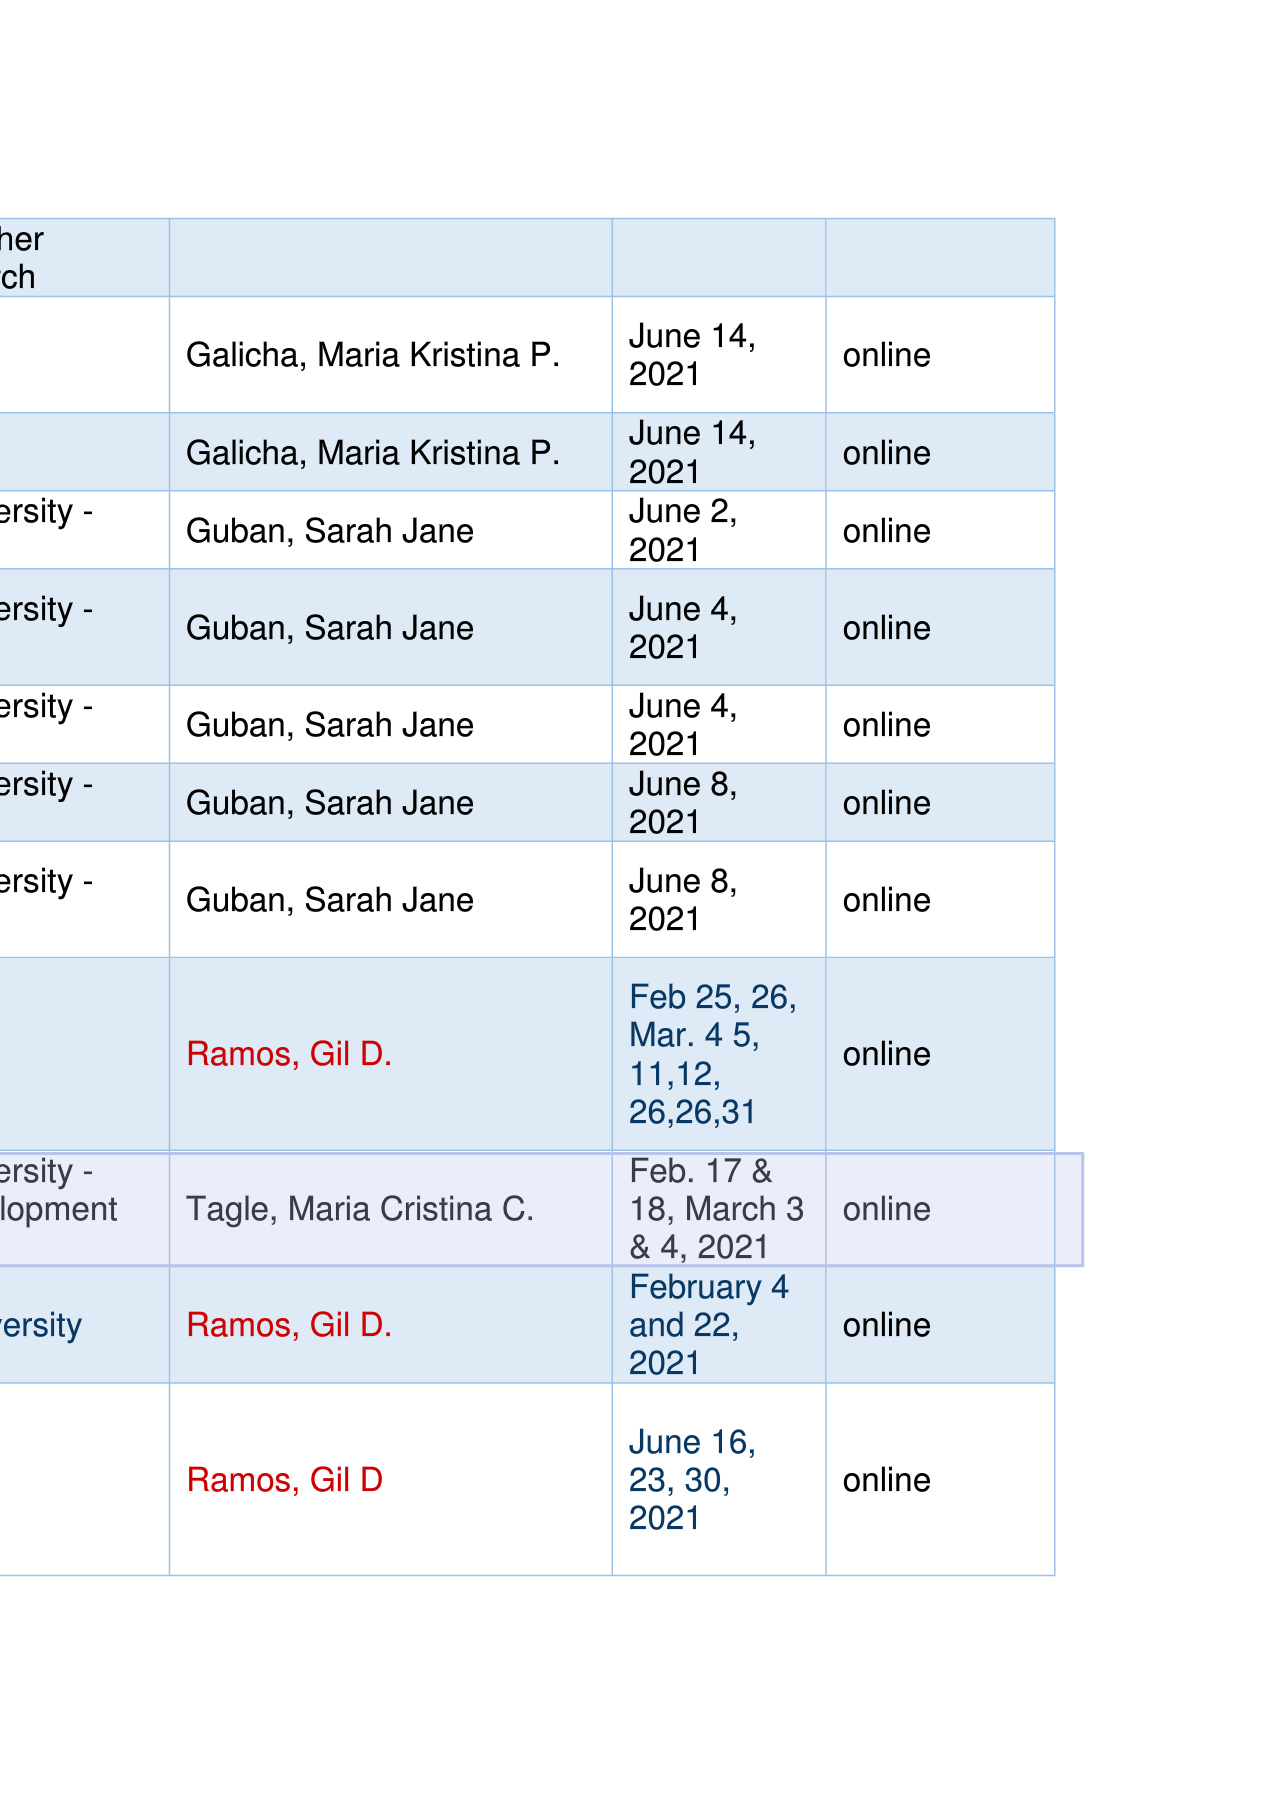 her
rch
Galicha, Maria Kristina P.
June 14,
2021
online
Galicha, Maria Kristina P.
June 14,
2021
online
ersity -
Guban, Sarah Jane
June 2,
2021
online
ersity -
Guban, Sarah Jane
June 4,
2021
online
ersity -
Guban, Sarah Jane
June 4,
2021
online
ersity -
Guban, Sarah Jane
June 8,
2021
online
ersity -
Guban, Sarah Jane
June 8,
2021
online
Ramos, Gil D.
Feb 25, 26,
Mar. 4 5,
11,12,
26,26,31
online
ersity -
lopment
Tagle, Maria Cristina C.
Feb. 17 &
18, March 3
& 4, 2021
online
versity
Ramos, Gil D.
February 4
and 22,
2021
online
Ramos, Gil D
June 16,
23, 30,
2021
online